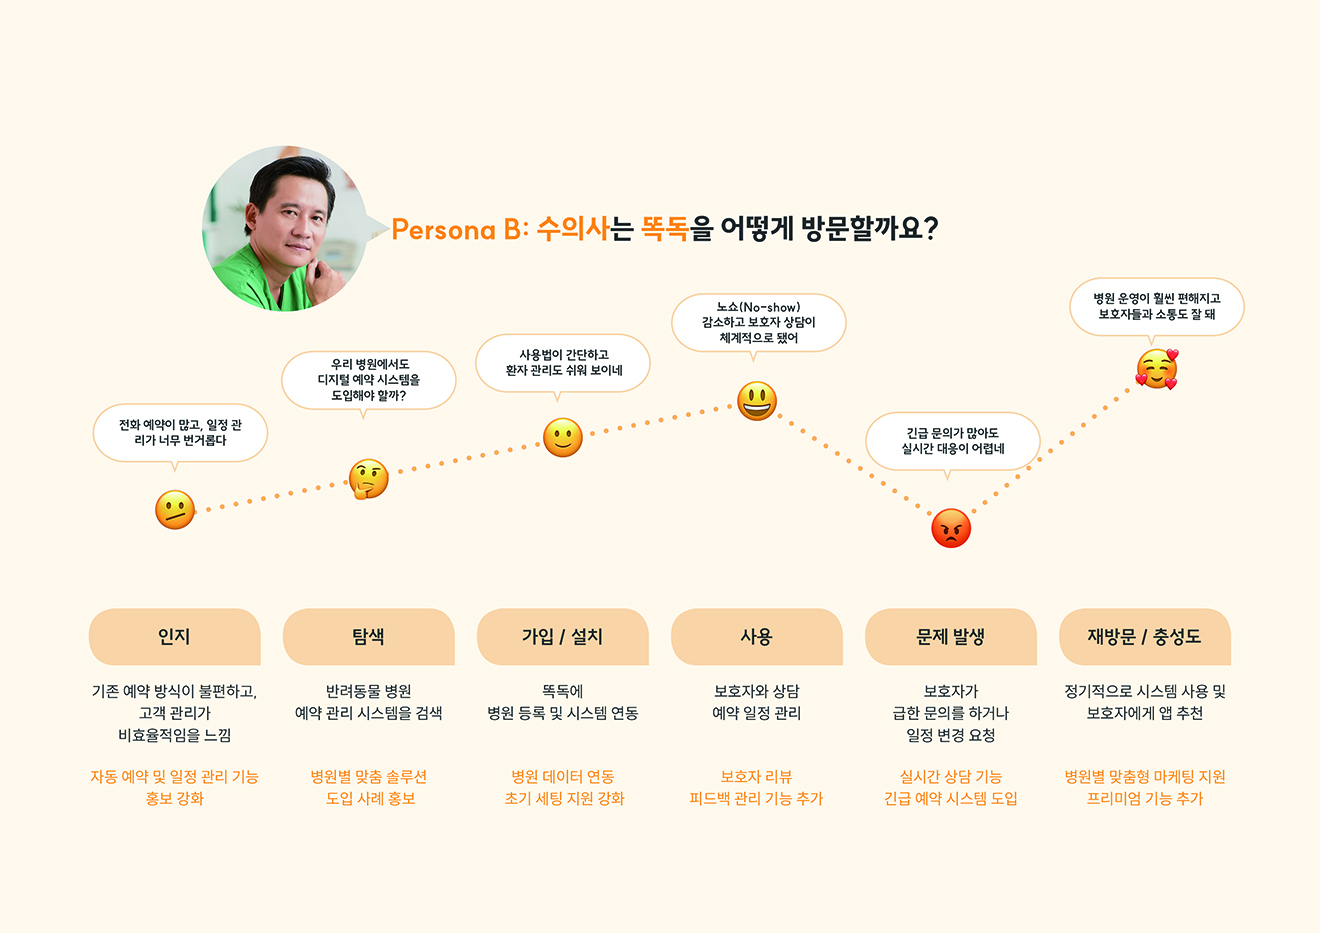 Persona B: 수의사는 똑독을 어떻게 방문할까요?
전화 예약이 많고, 일정 관
리가 너무 번거롭다
우리 병원에서도
디지털 예약 시스템을
도입해야 할까?
사용법이 간단하고
환자 관리도 쉬워 보이네
노쇼(No-show)
감소하고 보호자 상담이
체계적으로 됐어
긴급 문의가 많아도
실시간 대응이 어렵네
병원 운영이 훨씬 편해지고
보호자들과 소통도 잘 돼
인지
기존 예약 방식이 불편하고,
고객 관리가
비효율적임을 느낌
자동 예약 및 일정 관리 기능
홍보 강화
탐색
반려동물 병원
예약 관리 시스템을 검색
병원별 맞춤 솔루션
도입 사례 홍보
가입 / 설치
똑독에
병원 등록 및 시스템 연동
병원 데이터 연동
초기 세팅 지원 강화
사용
보호자와 상담
예약 일정 관리
보호자 리뷰
피드백 관리 기능 추가
문제 발생
보호자가
급한 문의를 하거나
일정 변경 요청
실시간 상담 기능
긴급 예약 시스템 도입
재방문 / 충성도
정기적으로 시스템 사용 및
보호자에게 앱 추천
병원별 맞춤형 마케팅 지원
프리미엄 기능 추가